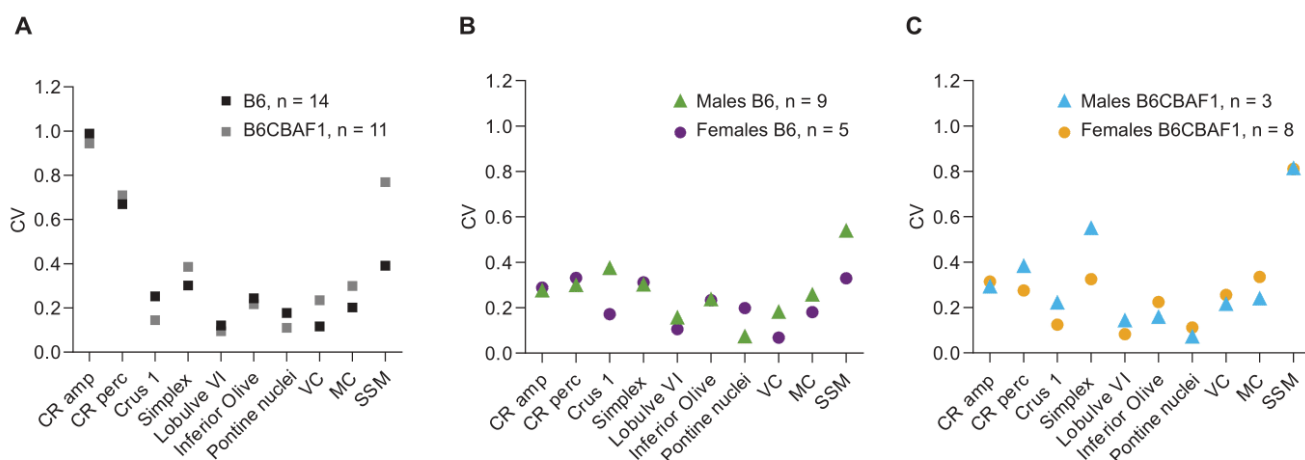 A
CV
1.2
1.0
0.8
0.6
0.4
0.2
0.0
B6, n = 14
B6CBAF1, n = 11
CR amp
CR perc
Crus 1
Simplex
Lobulve VI
Inferior Olive
Pontine nuclei
VC
MC
SSM
B
CV
1.2
1.0
0.8
0.6
0.4
0.2
0.0
Males B6, n = 9
Females B6, n = 5
CR amp
CR perc
Crus 1
Simplex
Lobulve VI
Inferior Olive
Pontine nuclei
VC
MC
SSM
C
CV
1.2
1.0
0.8
0.6
0.4
0.2
0.0
Males B6CBAF1, n = 3
Females B6CBAF1, n = 8
CR amp
CR perc
Crus 1
Simplex
Lobulve VI
Inferior Olive
Pontine nuclei
VC
MC
SSM